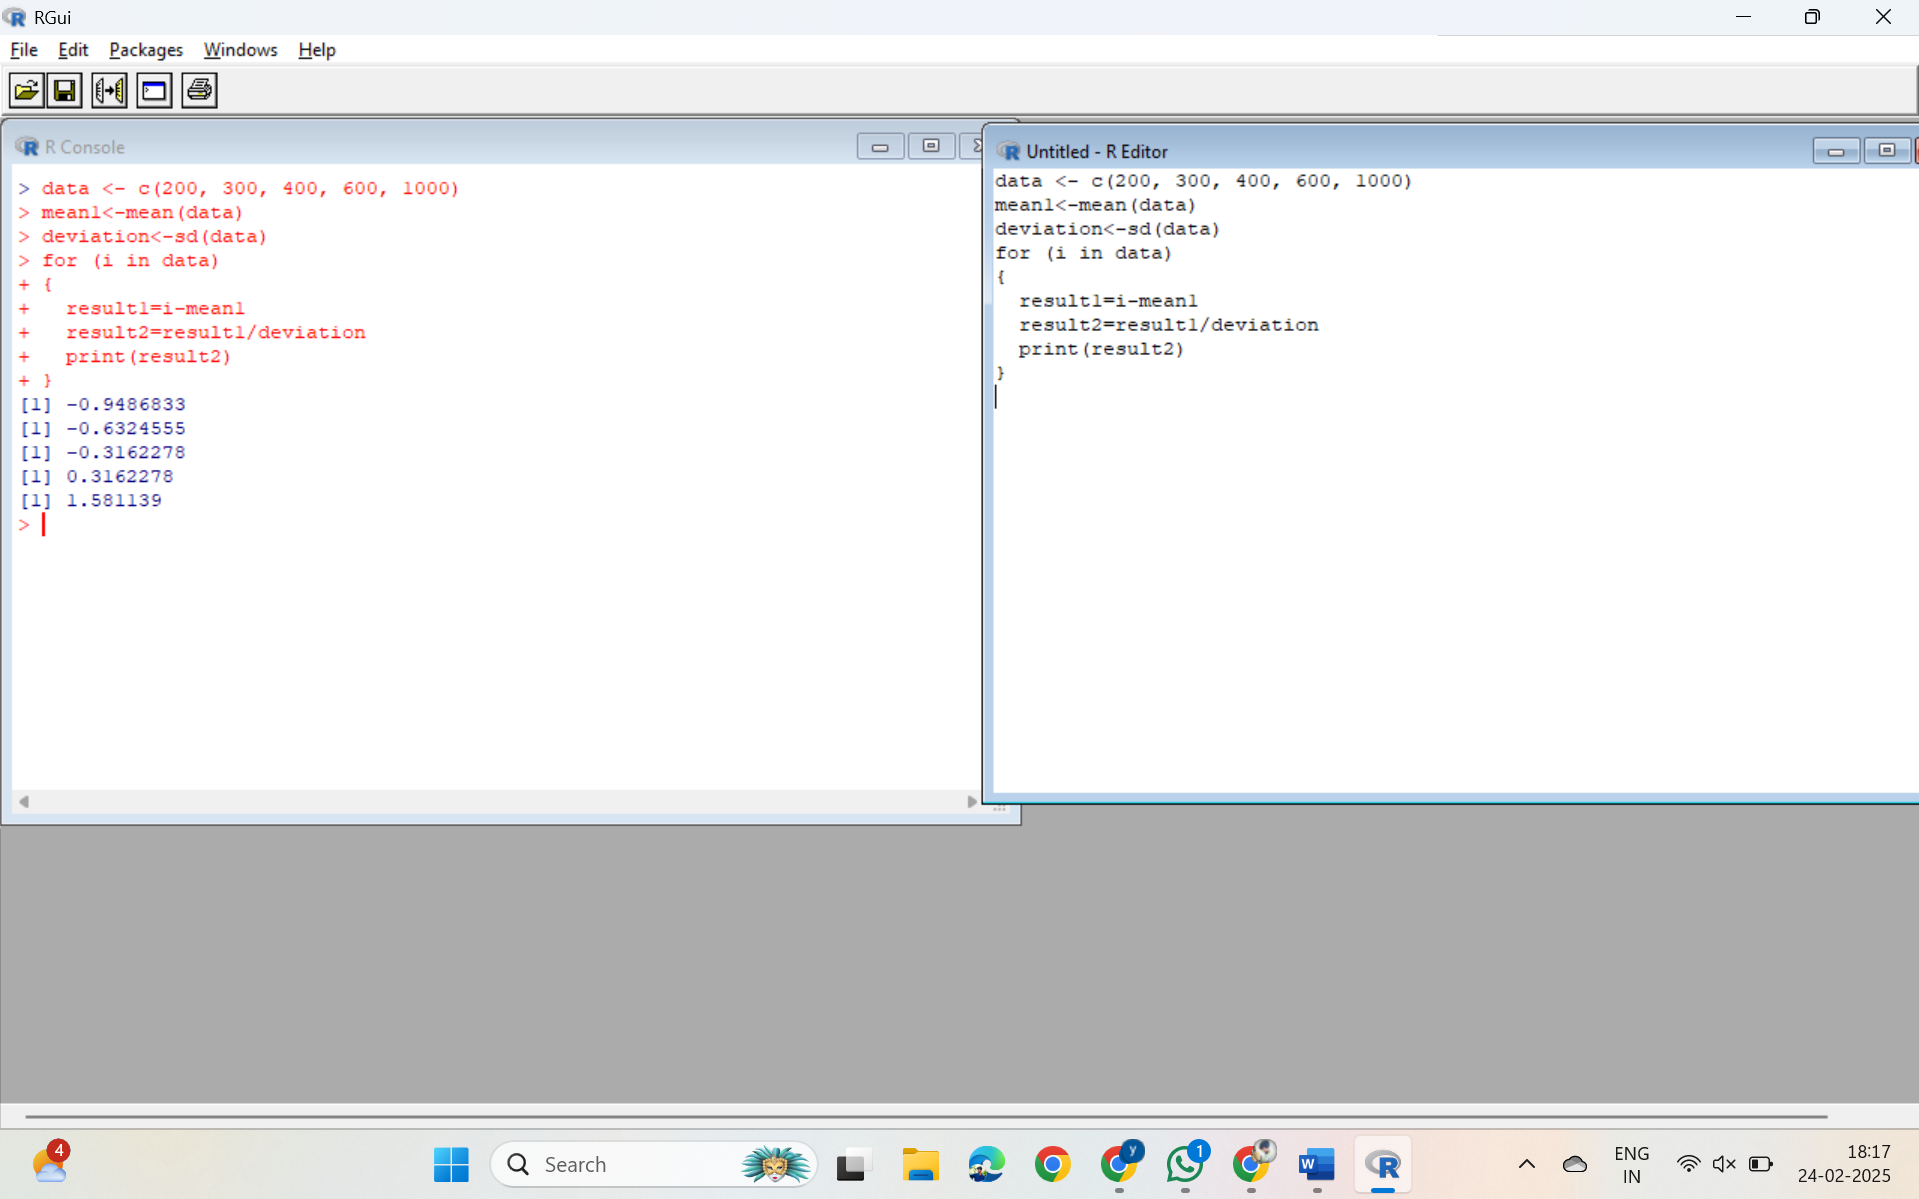 RGui
File Edit Packages Windows Help
R Console
> data <- c(200, 300, 400, 600, 1000)
> mean1<-mean(data)
> deviation<-sd(data)
> for (i in data)
+ {
+   result1=i-mean1
+   result2=result1/deviation
+   print(result2)
+ }
[1] -0.9486833
[1] -0.6324555
[1] -0.3162278
[1] 0.3162278
[1] 1.581139
>
Untitled - R Editor
data <- c(200, 300, 400, 600, 1000)
mean1<-mean(data)
deviation<-sd(data)
for (i in data)
{
  result1=i-mean1
  result2=result1/deviation
  print(result2)
}
4
Search
y
1
W
R
ENG
IN
18:17
24-02-2025